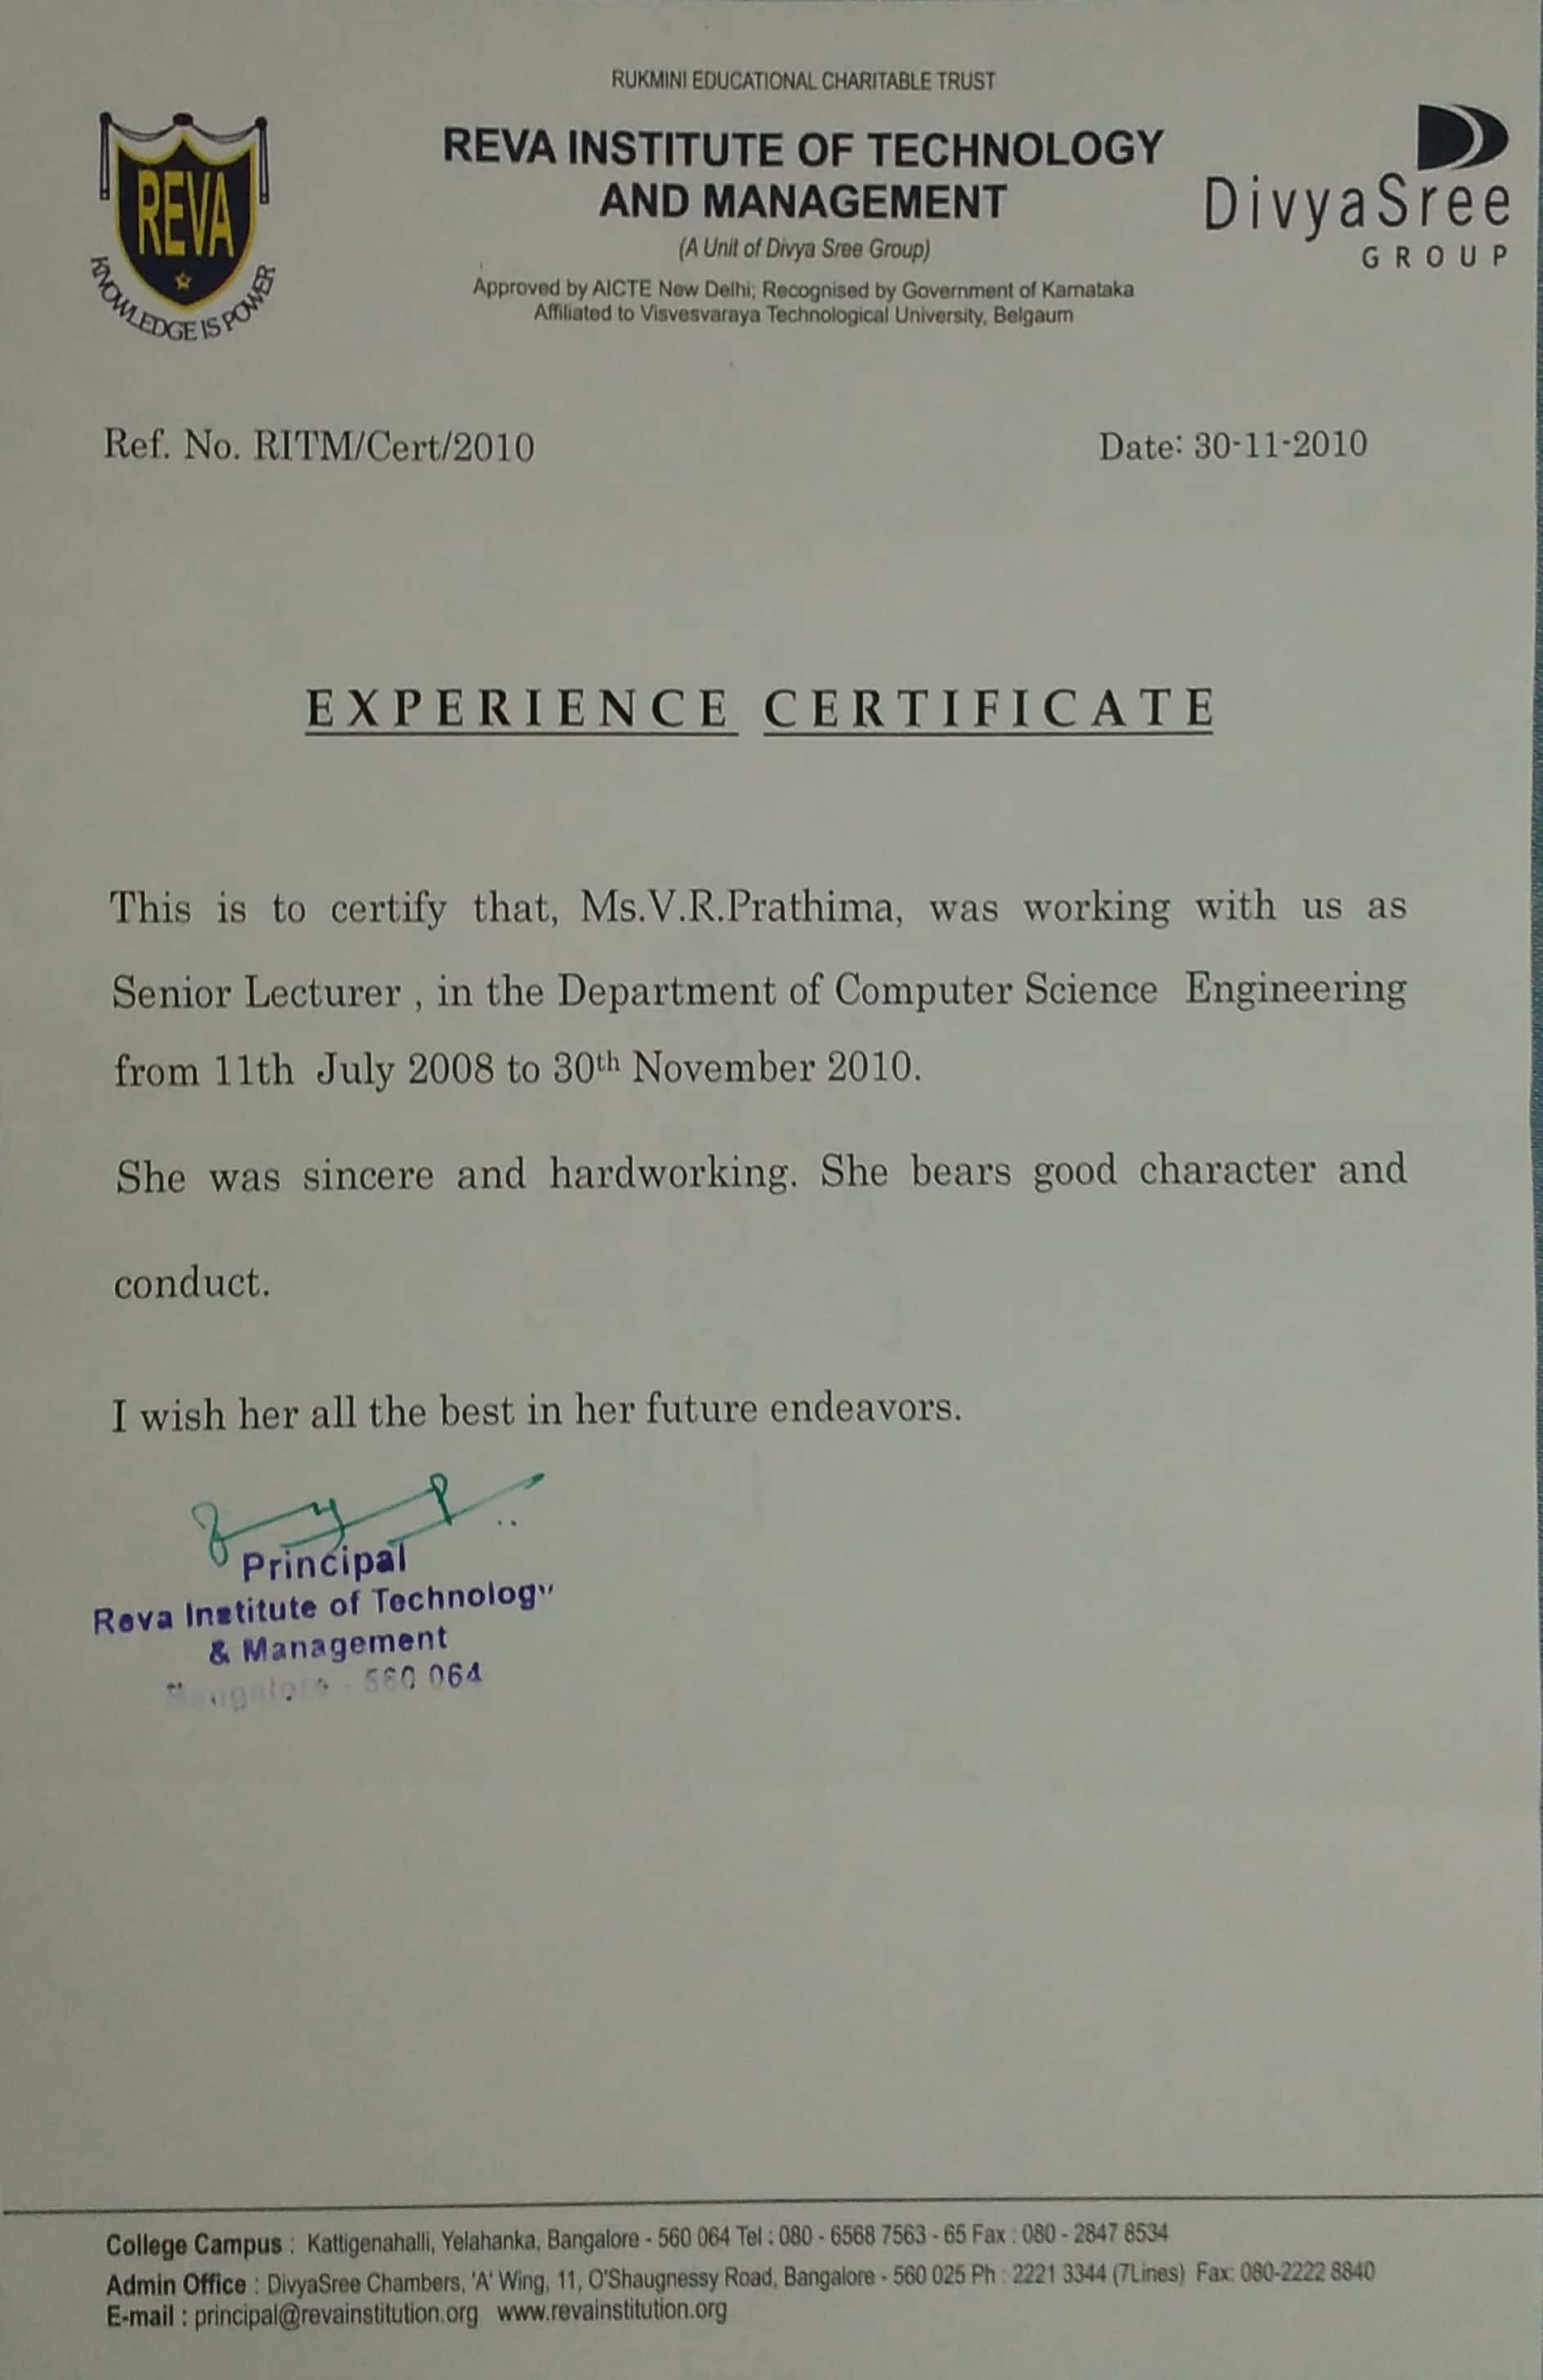 RUKMINI EDUCATIONAL CHARITABLE TRUST
REVA INSTITUTE OF TECHNOLOGY
AND MANAGEMENT
(A Unit of Divya Sree Group)
Approved by AICTE New Delhi; Recognised by Government of Karnataka
Affiliated to Visvesvaraya Technological University, Belgaum
REVA
KNOWLEDGE IS POWER
DivyaSree
GROUP
Ref. No. RITM/Cert/2010
Date: 30-11-2010
EXPERIENCE CERTIFICATE
This is to certify that, Ms.V.R.Prathima, was working with us as
Senior Lecturer , in the Department of Computer Science Engineering
from 11th July 2008 to 30th November 2010.
She was sincere and hardworking. She bears good character and
conduct.
I wish her all the best in her future endeavors.
Principal
Reva Institute of Technology
& Management
Bangalore - 560 064
College Campus : Kattigenahalli, Yelahanka, Bangalore - 560 064 Tel : 080 - 6568 7563 - 65 Fax : 080 - 2847 8534
Admin Office : DivyaSree Chambers, 'A' Wing, 11, O'Shaugnessy Road, Bangalore - 560 025 Ph : 2221 3344 (7Lines) Fax: 080-2222 8840
E-mail : principal@revainstitution.org www.revainstitution.org